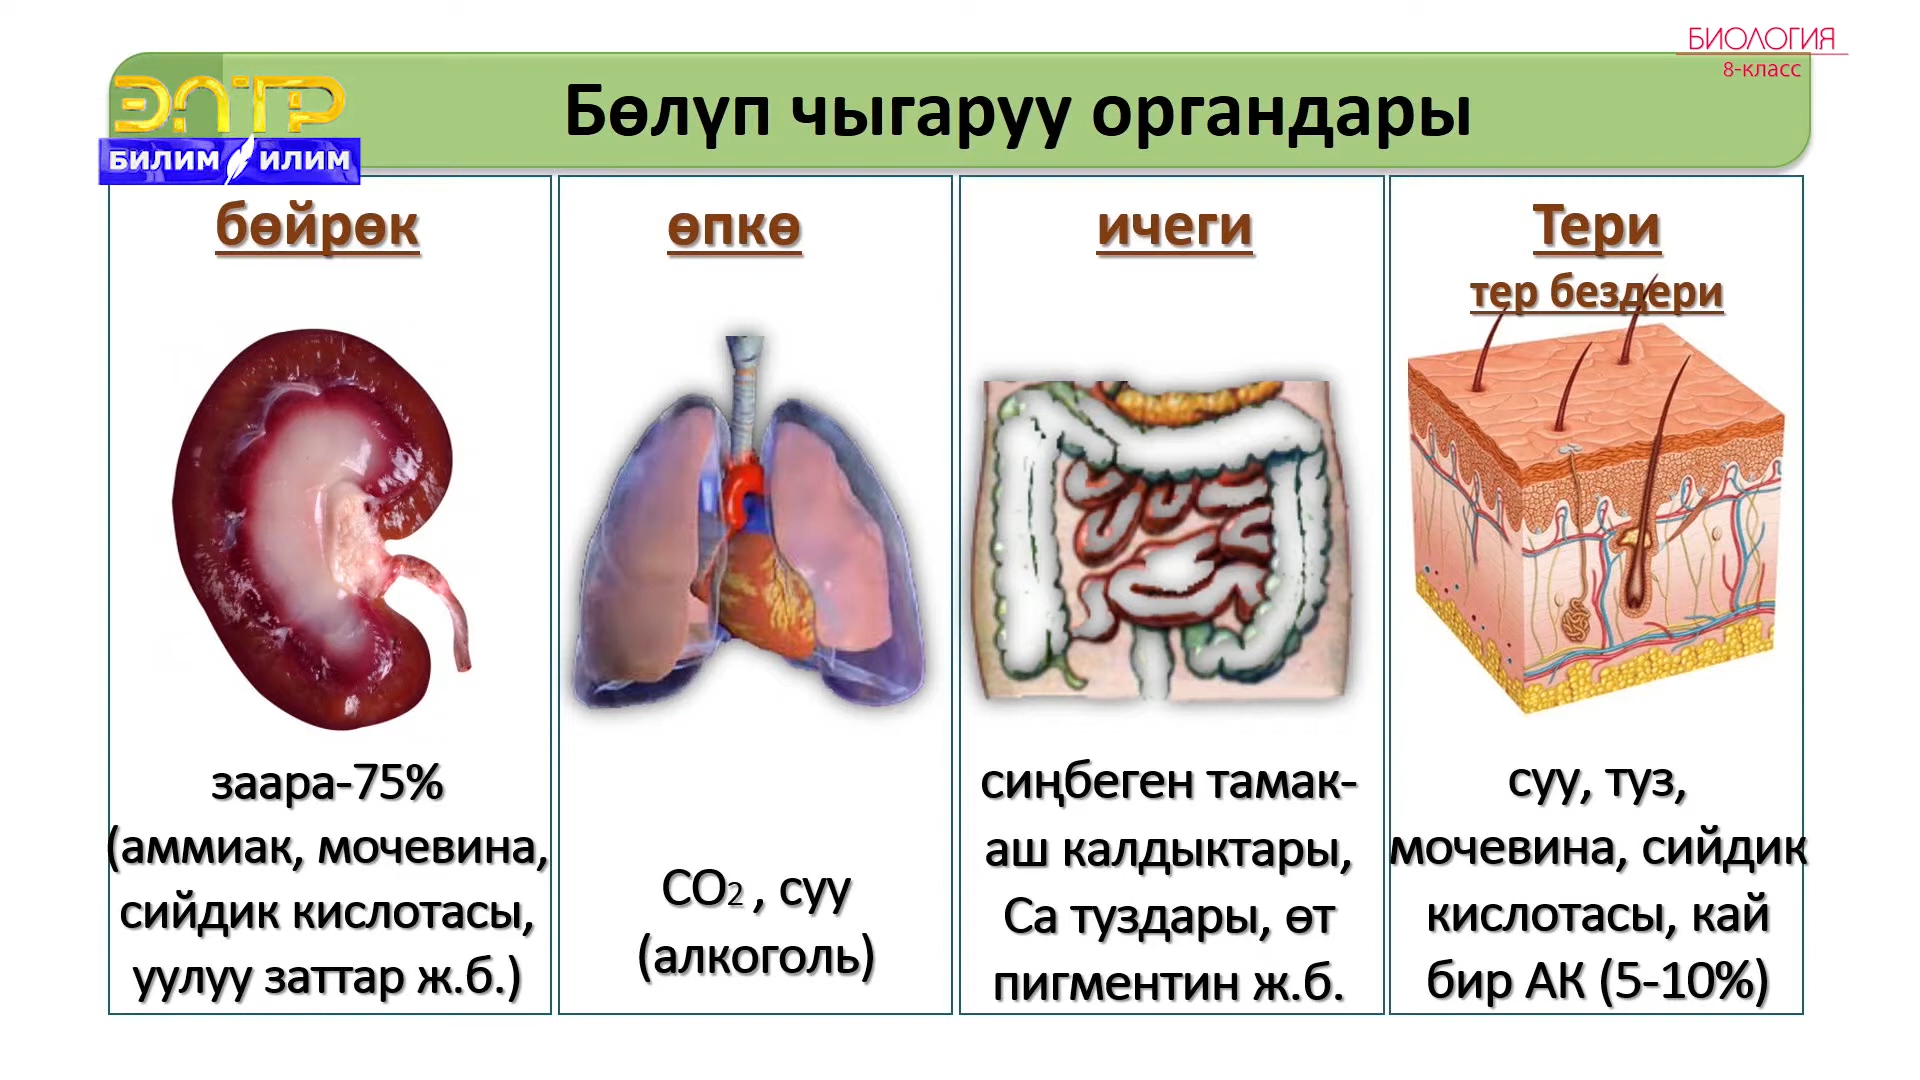 БИОЛОГИЯ
8-класс
ЭЛТР
БИЛИМ ИЛИМ
Бөлүп чыгаруу органдары
бөйрөк
заара-75%
(аммиак, мочевина,
сийдик кислотасы,
уулуу заттар ж.б.)
өпкө
СО₂ , суу
(алкоголь)
ичеги
сиңбеген тамак-
аш калдыктары,
Са туздары, өт
пигментин ж.б.
Тери
тер бездери
суу, туз,
мочевина, сийдик
кислотасы, кай
бир АК (5-10%)